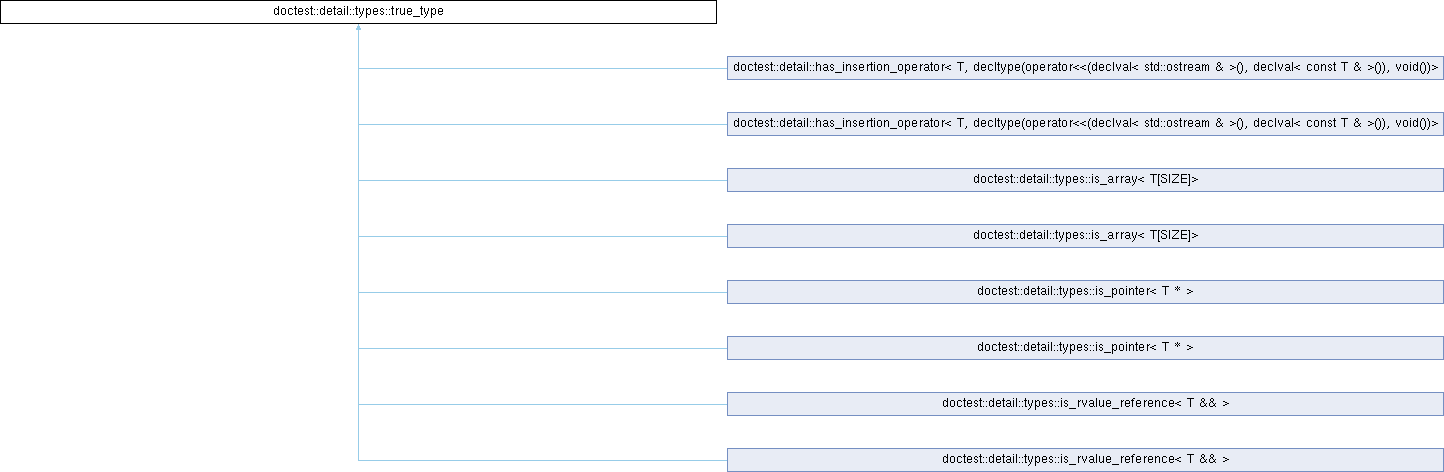 doctest::detail::types::true_type
doctest::detail::has_insertion_operator< T, decltype(operator<<(declval< std::ostream & >(), declval< const T & >()), void())>
doctest::detail::has_insertion_operator< T, decltype(operator<<(declval< std::ostream & >(), declval< const T & >()), void())>
doctest::detail::types::is_array< T[SIZE]>
doctest::detail::types::is_array< T[SIZE]>
doctest::detail::types::is_pointer< T * >
doctest::detail::types::is_pointer< T * >
doctest::detail::types::is_rvalue_reference< T && >
doctest::detail::types::is_rvalue_reference< T && >